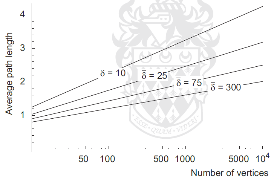 4
3
2
1
Average path length
δ = 10
δ̄ = 25
δ = 75
δ̄ = 300
50 100 500 1000 5000 10⁴
Number of vertices